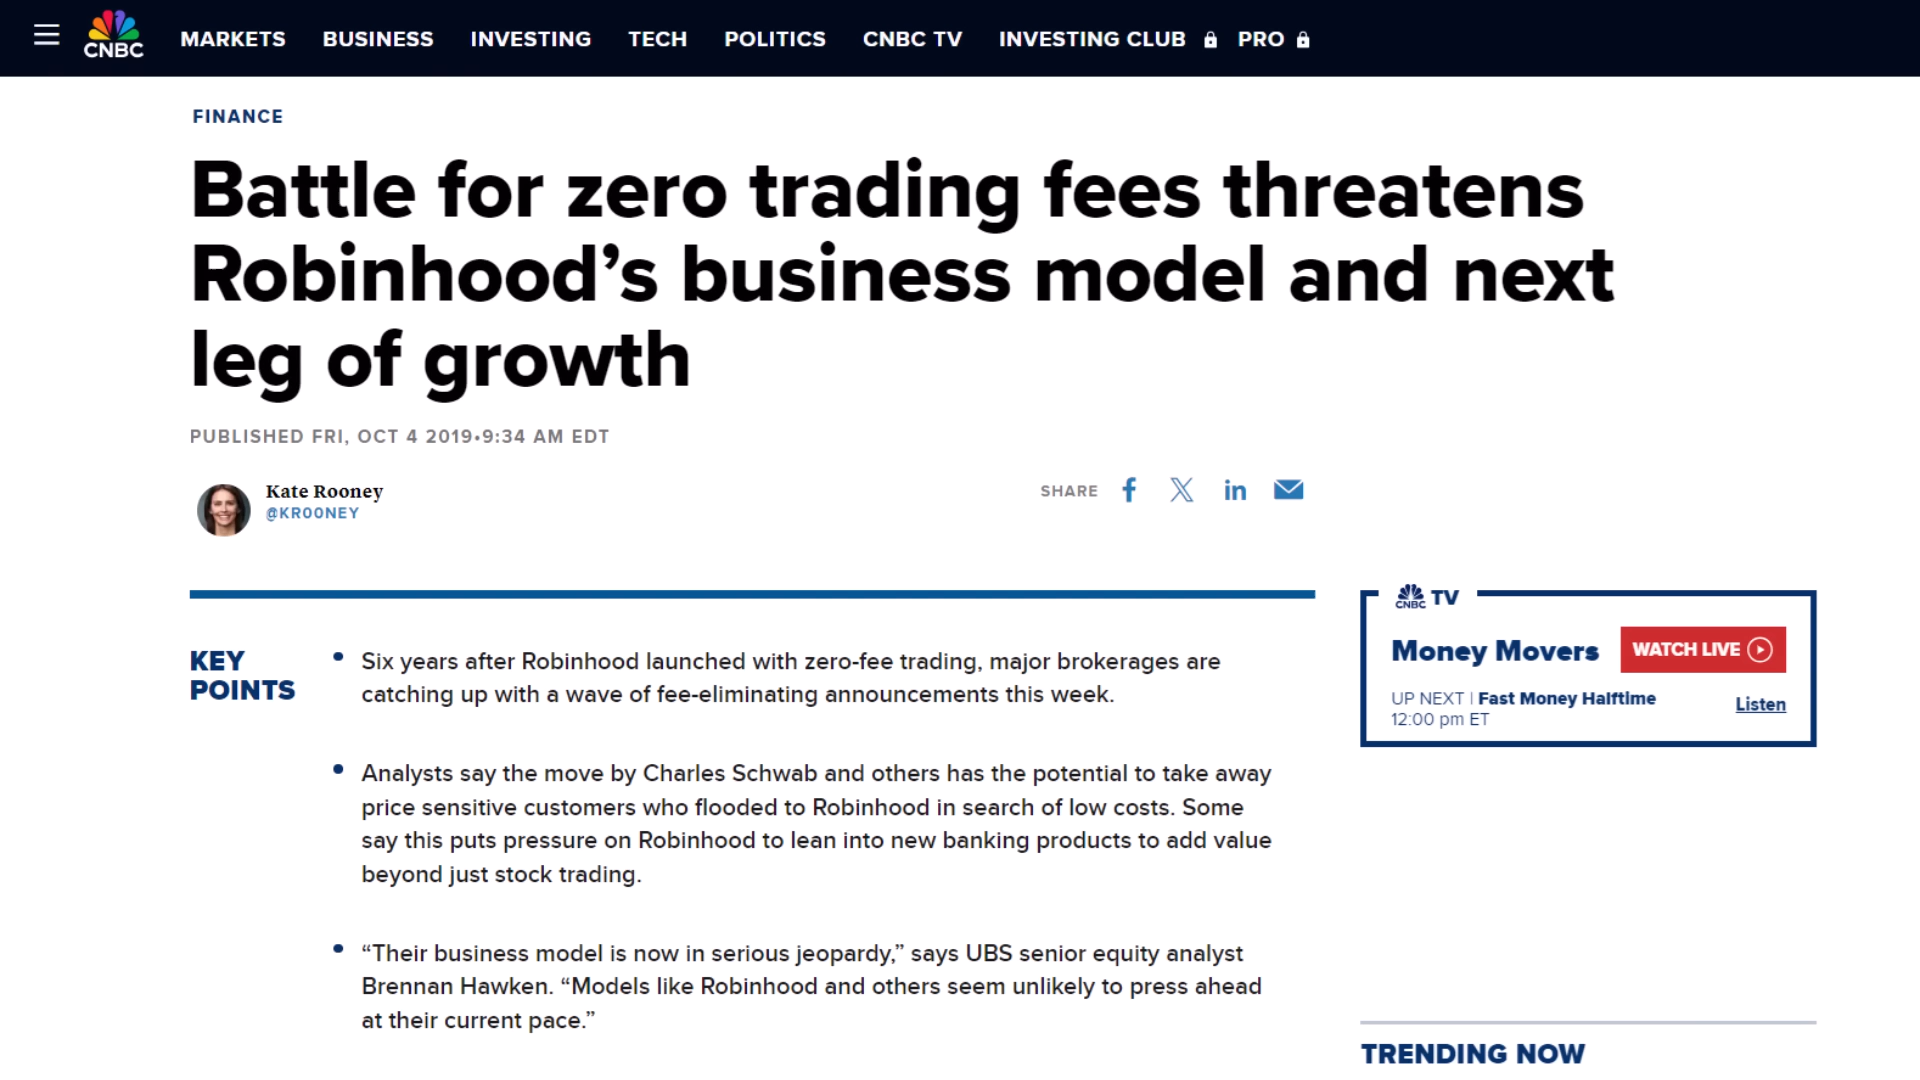 CNBC
MARKETS
BUSINESS
INVESTING
TECH
POLITICS
CNBC TV
INVESTING CLUB
PRO
FINANCE
Battle for zero trading fees threatens
Robinhood’s business model and next
leg of growth
PUBLISHED FRI, OCT 4 2019•9:34 AM EDT
Kate Rooney
@KR00NEY
SHARE
KEY
POINTS
Six years after Robinhood launched with zero-fee trading, major brokerages are
catching up with a wave of fee-eliminating announcements this week.
Analysts say the move by Charles Schwab and others has the potential to take away
price sensitive customers who flooded to Robinhood in search of low costs. Some
say this puts pressure on Robinhood to lean into new banking products to add value
beyond just stock trading.
“Their business model is now in serious jeopardy,” says UBS senior equity analyst
Brennan Hawken. “Models like Robinhood and others seem unlikely to press ahead
at their current pace.”
CNBC TV
Money Movers
WATCH LIVE
UP NEXT | Fast Money Halftime
12:00 pm ET
Listen
TRENDING NOW